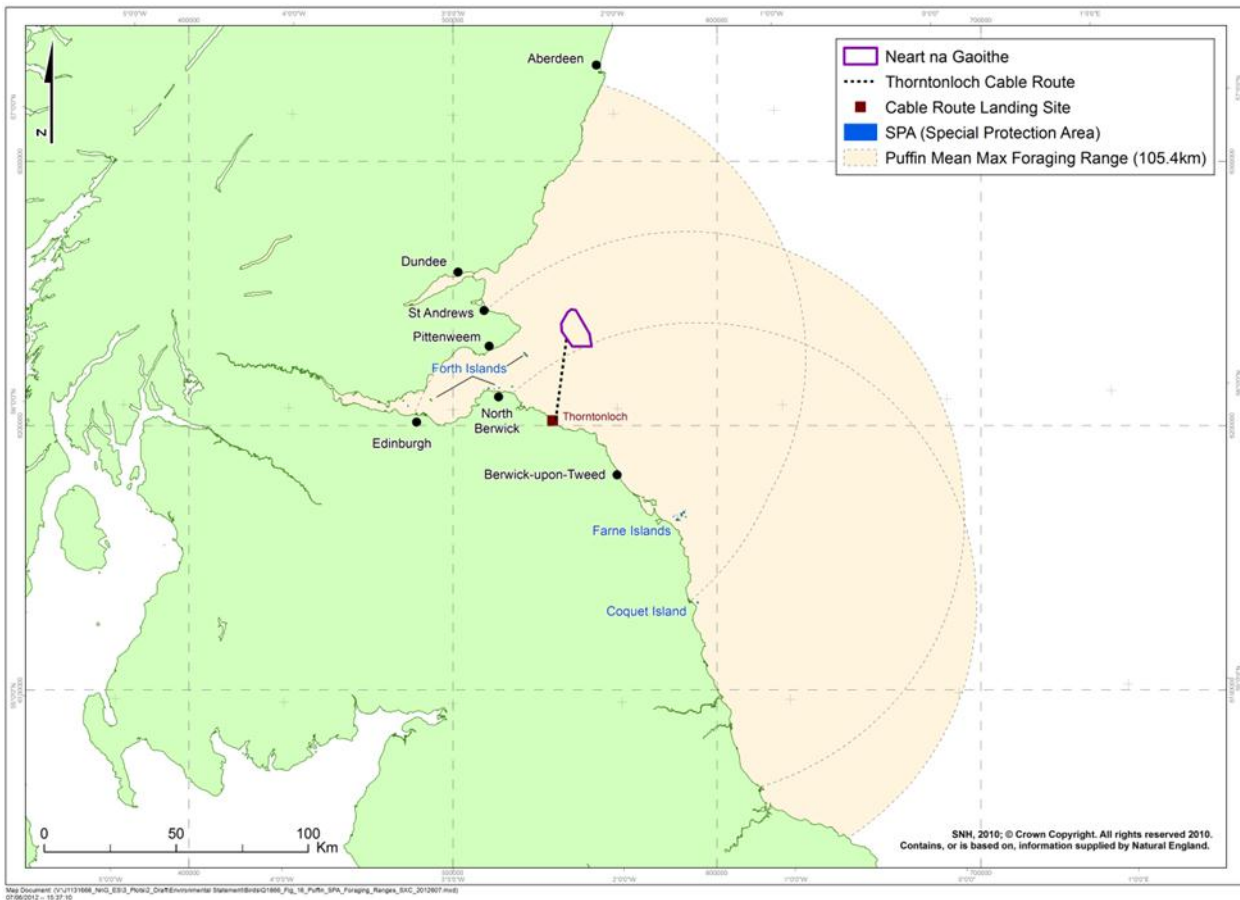 Aberdeen
Neart na Gaoithe
Thorntonloch Cable Route
Cable Route Landing Site
SPA (Special Protection Area)
Puffin Mean Max Foraging Range (105.4km)
N
Dundee
St Andrews
Pittenweem
Forth Islands
North
Berwick
Thorntonloch
Edinburgh
Berwick-upon-Tweed
Farne Islands
Coquet Island
0 50 100
Km
SNH, 2010; © Crown Copyright. All rights reserved 2010.
Contains, or is based on, information supplied by Natural England.